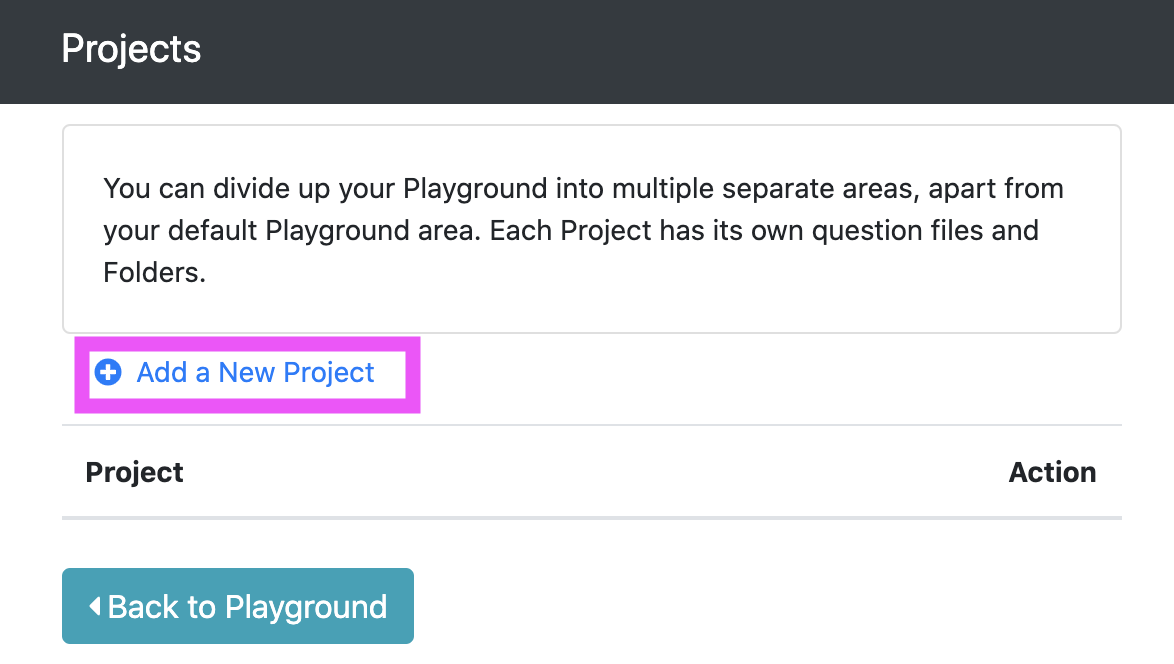 Projects
You can divide up your Playground into multiple separate areas, apart from
your default Playground area. Each Project has its own question files and
Folders.
Add a New Project
Project Action
Back to Playground